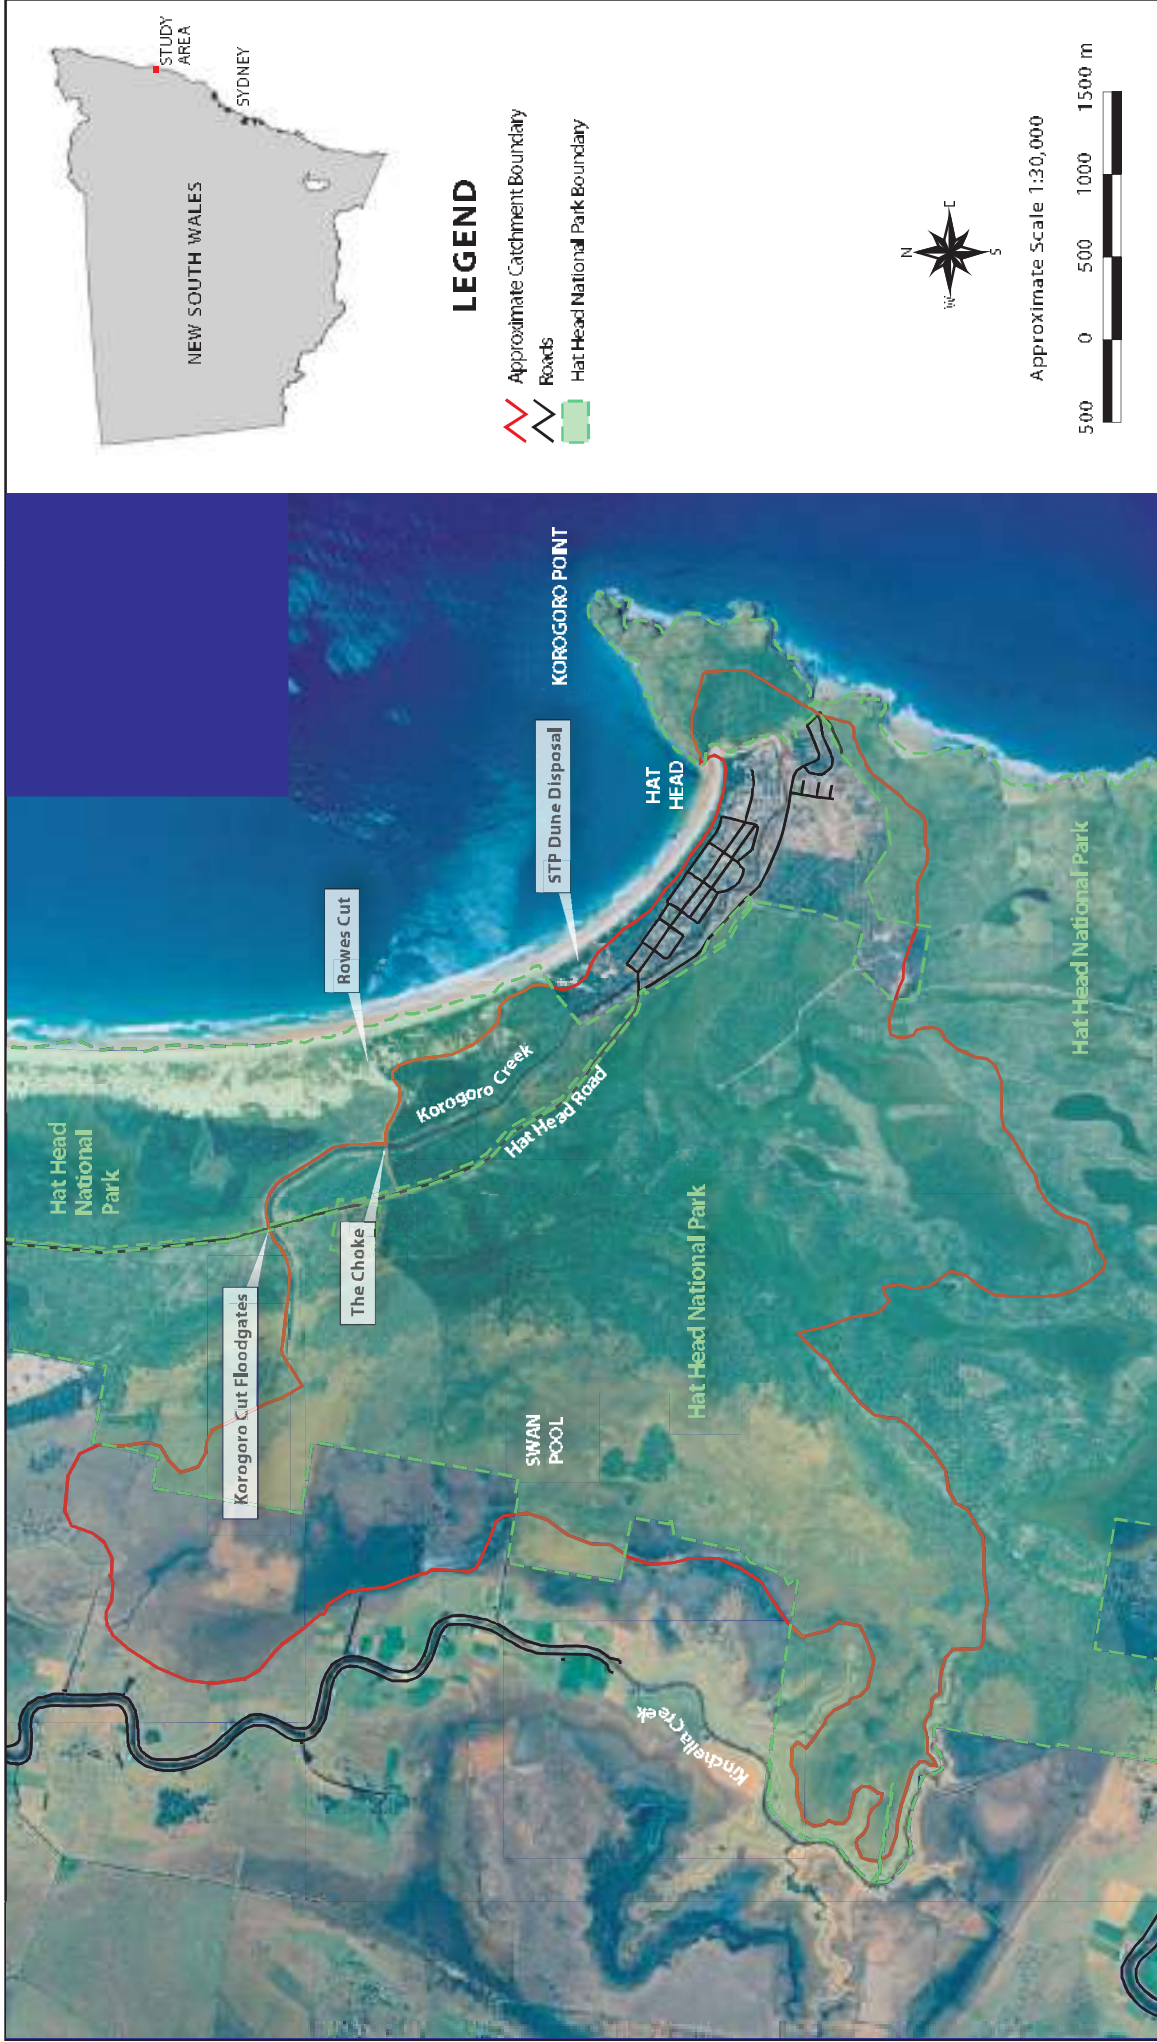 STUDY
AREA
SYDNEY
NEW SOUTH WALES
LEGEND
Approximate Catchment Boundary
Roads
Hat Head National Park Boundary
N
E
S
W
Approximate Scale 1:30,000
500
0
500
1000
1500 m
Hat Head
National
Park
Korogoro Cut Floodgates
Rowes Cut
The Choke
Korogoro Creek
Hat Head Road
STP Dune Disposal
KOROGORO POINT
HAT
HEAD
SWAN
POOL
Hat Head National Park
Hat Head National Park
Kinchella Creek